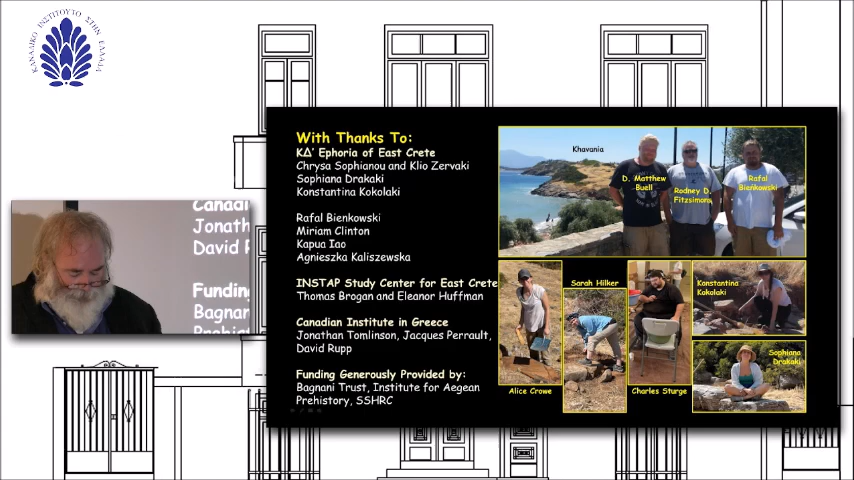 ΚΑΝΑΔΙΚΟ ΙΝΣΤΙΤΟΥΤΟ ΣΤΗΝ ΕΛΛΑΔΑ
Canadi
Jonath
David R
Funding
Bagnan
Prehist
With Thanks To:
ΚΔ' Ephoria of East Crete
Chrysa Sophianou and Klio Zervaki
Sophiana Drakaki
Konstantina Kokolaki
Rafal Bienkowski
Miriam Clinton
Kapua Iao
Agnieszka Kaliszewska
INSTAP Study Center for East Crete
Thomas Brogan and Eleanor Huffman
Canadian Institute in Greece
Jonathan Tomlinson, Jacques Perrault,
David Rupp
Funding Generously Provided by:
Bagnani Trust, Institute for Aegean
Prehistory, SSHRC
Khavania
D. Matthew
Buell
Rodney D.
Fitzsimons
Rafal
Bieńkowski
Alice Crowe
Sarah Hilker
Charles Sturge
Konstantina
Kokolaki
Sophiana
Drakaki